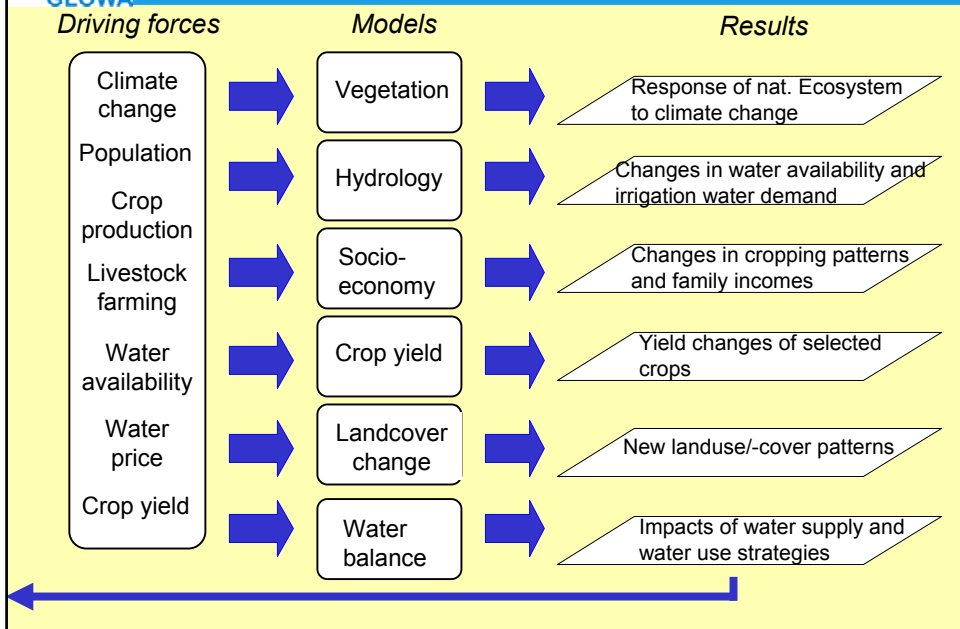 GLOWA
Driving forces
Models
Results
Climate
change
Population
Crop
production
Livestock
farming
Water
availability
Water
price
Crop yield
Vegetation
Hydrology
Socio-
economy
Crop yield
Landcover
change
Water
balance
Response of nat. Ecosystem
to climate change
Changes in water availability and
irrigation water demand
Changes in cropping patterns
and family incomes
Yield changes of selected
crops
New landuse/-cover patterns
Impacts of water supply and
water use strategies